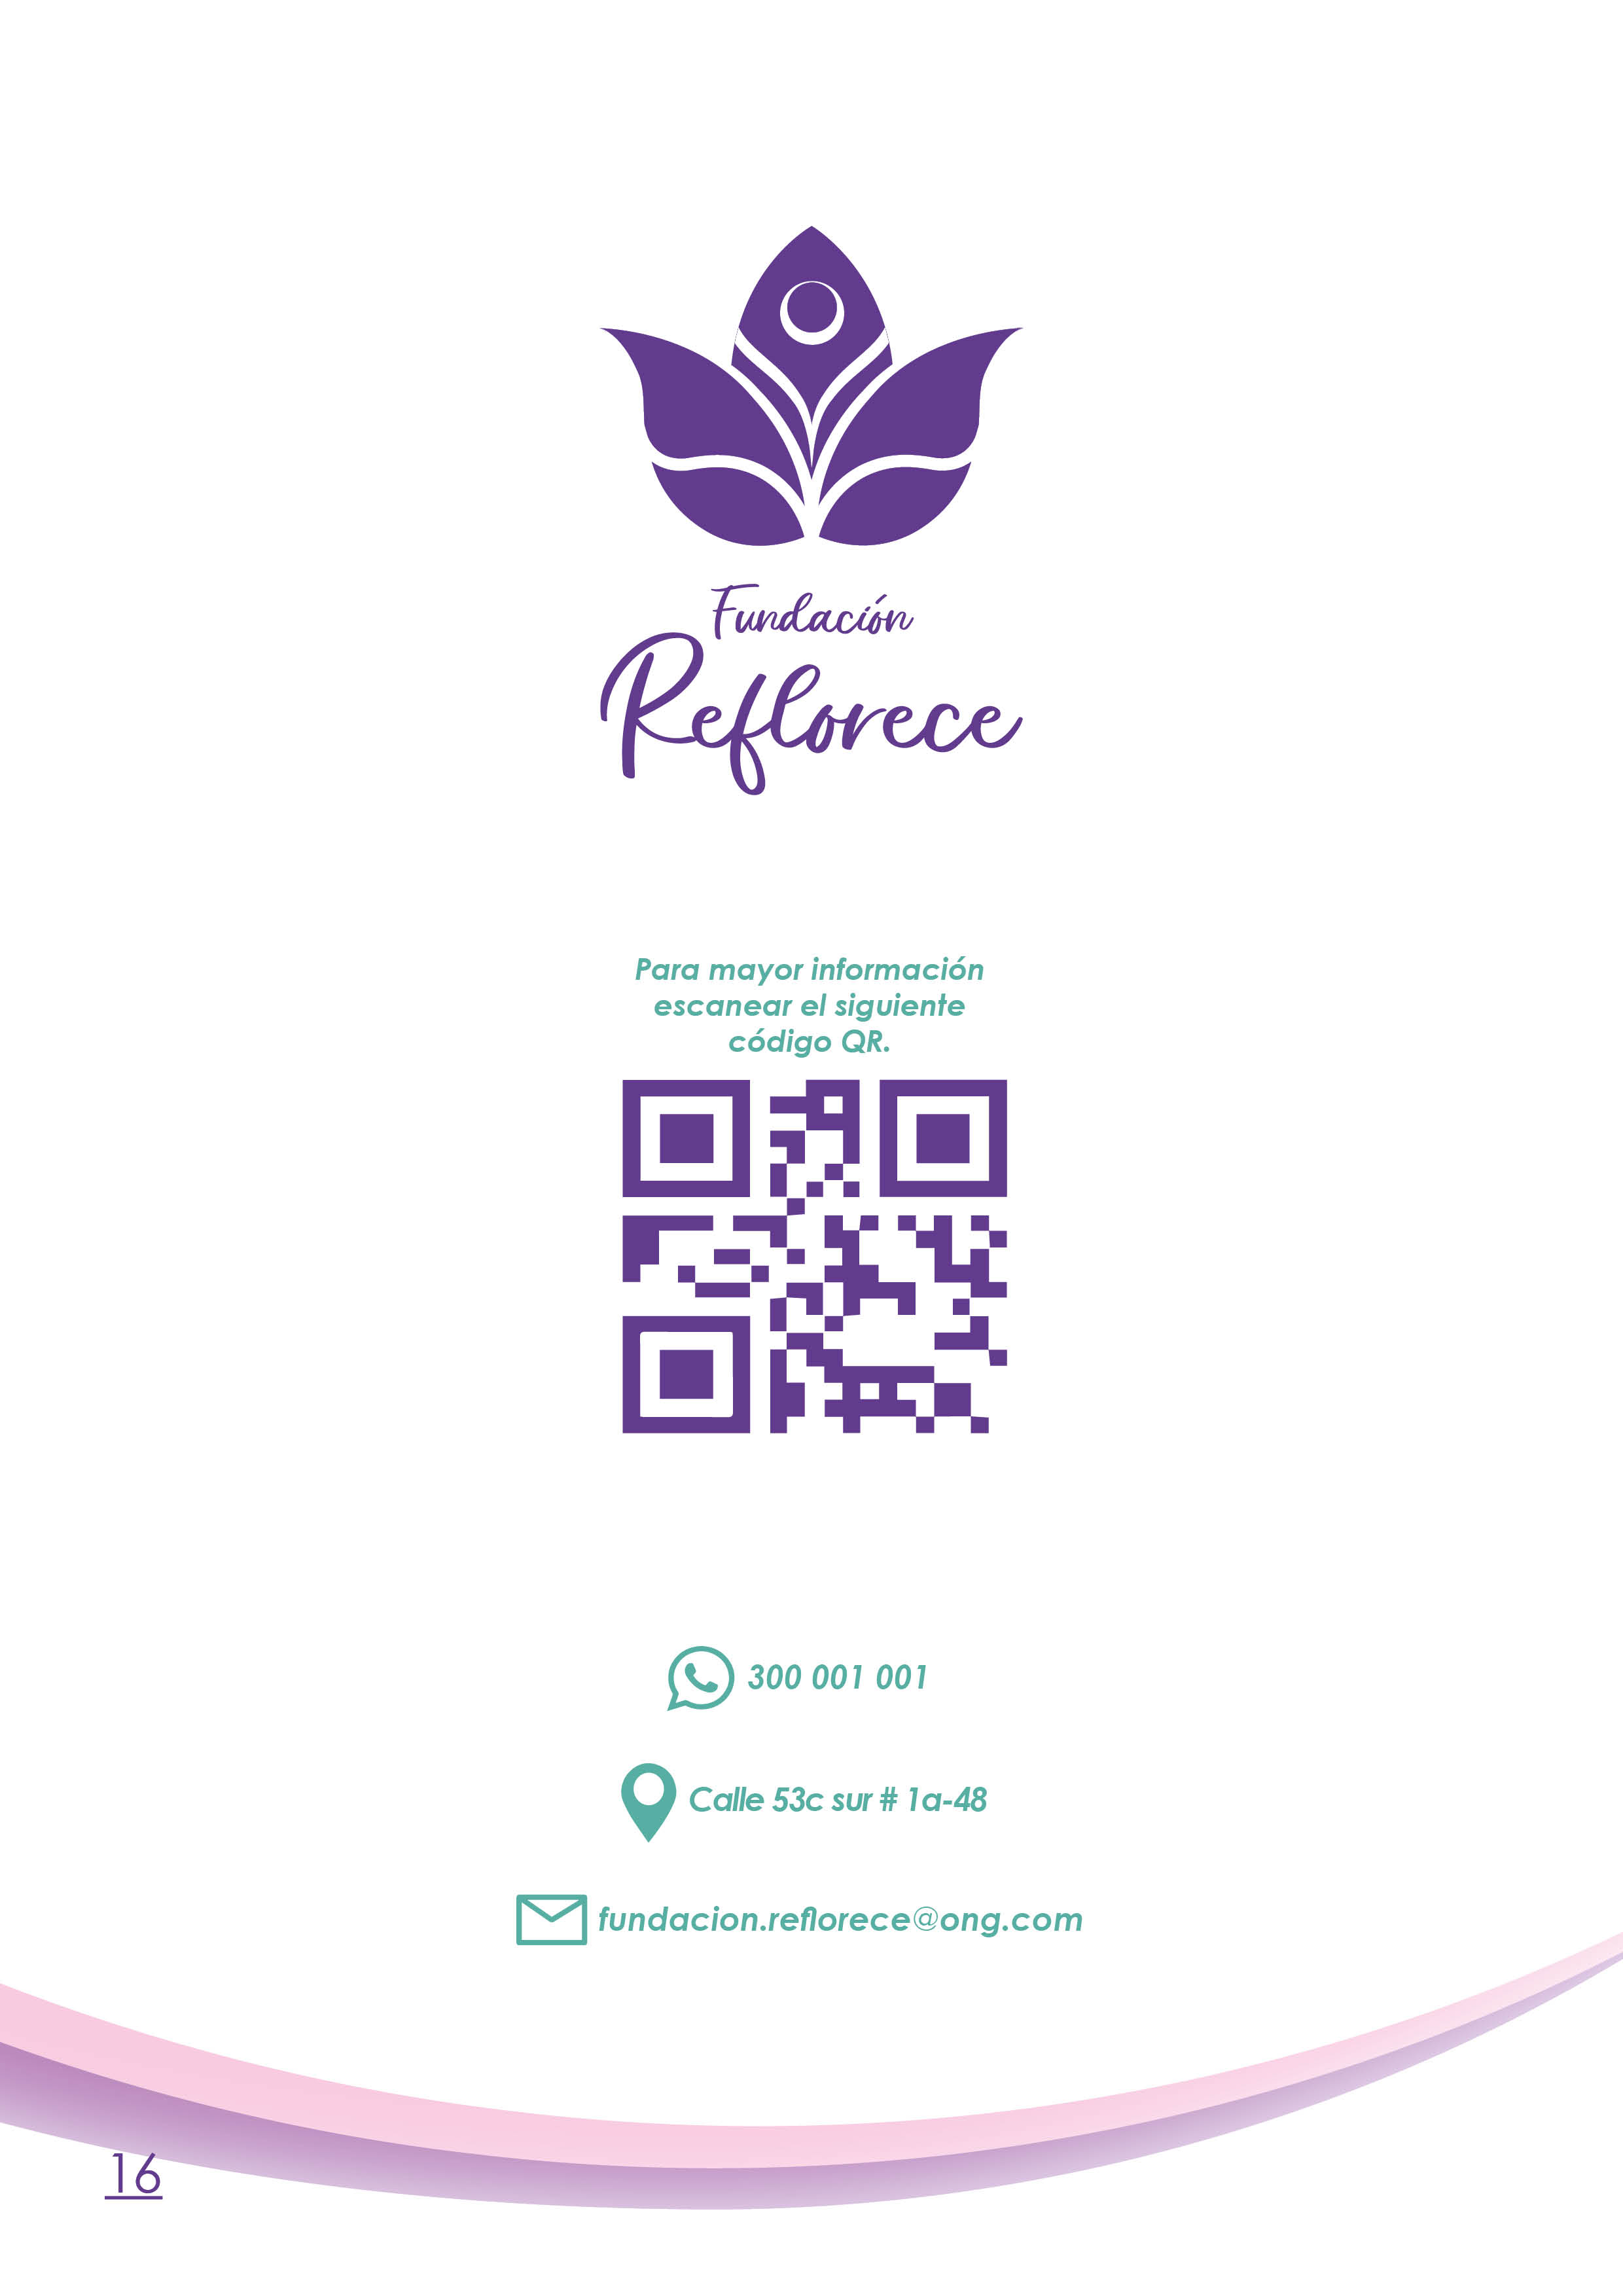 Fundación
Reflorece
Para mayor información
escanear el siguiente
código QR.
300 001 001
Calle 53c sur # 1a-48
fundacion.reflorece@ong.com
16